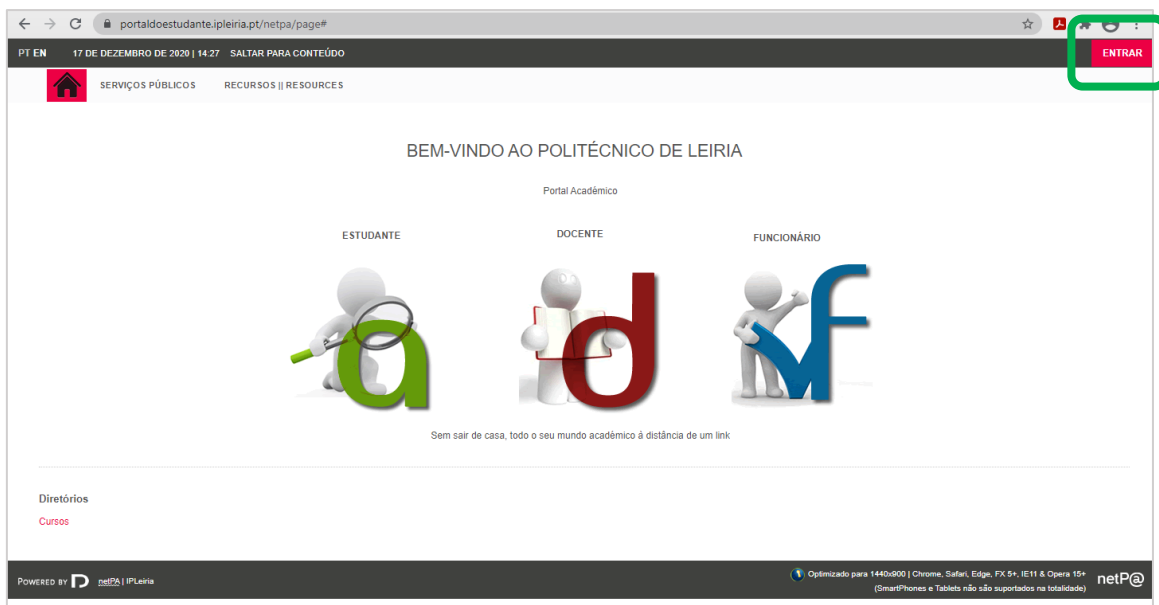 portaldoestudante.ipleiria.pt/netpa/page#
PT EN 17 DE DEZEMBRO DE 2020 | 14:27 SALTAR PARA CONTEÚDO ENTRAR
SERVIÇOS PÚBLICOS RECURSOS || RESOURCES
BEM-VINDO AO POLITÉCNICO DE LEIRIA
Portal Académico
ESTUDANTE DOCENTE FUNCIONÁRIO
a d f
Sem sair de casa, todo o seu mundo académico á distância de um link
Diretórios
Cursos
POWERED BY netPA | IPLeiria
Optimizado para 1440x900 | Chrome, Safari, Edge, FX 5+, IE11 & Opera 15+
(SmartPhones e Tablets não são suportados na totalidade)
netP@